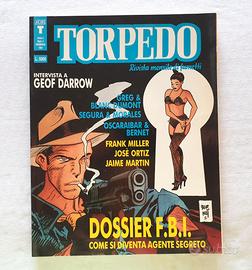 TORPEDO
Rivista mensile di fumetti
L. 5000
INTERVISTA A
GEOF DARROW
GREG &
BLANC DUMONT
SEGURA & MORALES
OSCARAIBAR &
BERNET
FRANK MILLER
JOSÉ ORTIZ
JAIME MARTIN
DOSSIER F.B.I.
COME SI DIVENTA AGENTE SEGRETO